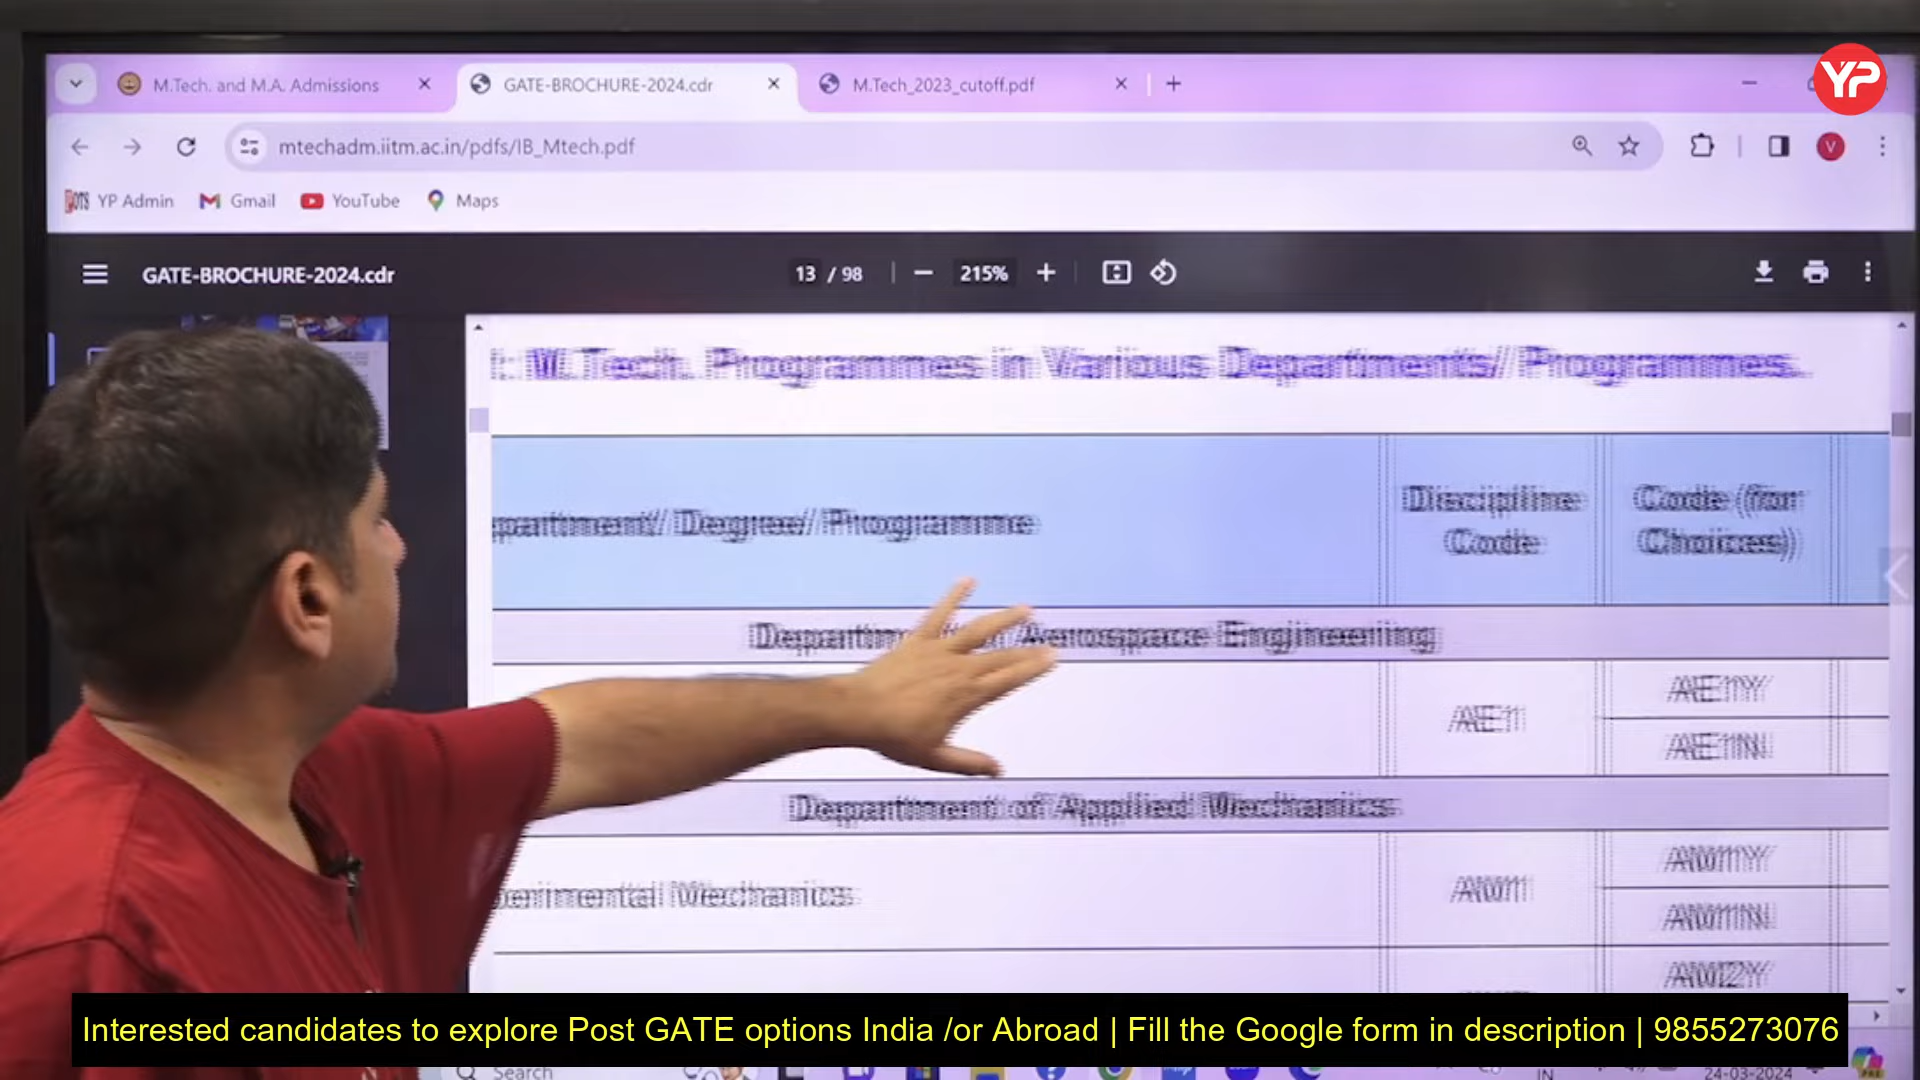 YP
M.Tech. and M.A. Admissions
GATE-BROCHURE-2024.cdr
M.Tech_2023_cutoff.pdf
mtechadm.iitm.ac.in/pdfs/IB_Mtech.pdf
V
YP Admin
Gmail
YouTube
Maps
GATE-BROCHURE-2024.cdr
13 / 98
215%
M.Tech. Programmes in Various Departments/ Programmes.
partment/ Degree/ Programme
Discipline
Code
Code (for
Choices)
Aerospace Engineering
AE1
AE1Y
AE1N
Department of Applied Mechanics
erimental Mechanics
AM1
AM1Y
AM1N
AM2Y
Interested candidates to explore Post GATE options India /or Abroad | Fill the Google form in description | 9855273076
Search
IN
24-03-2024